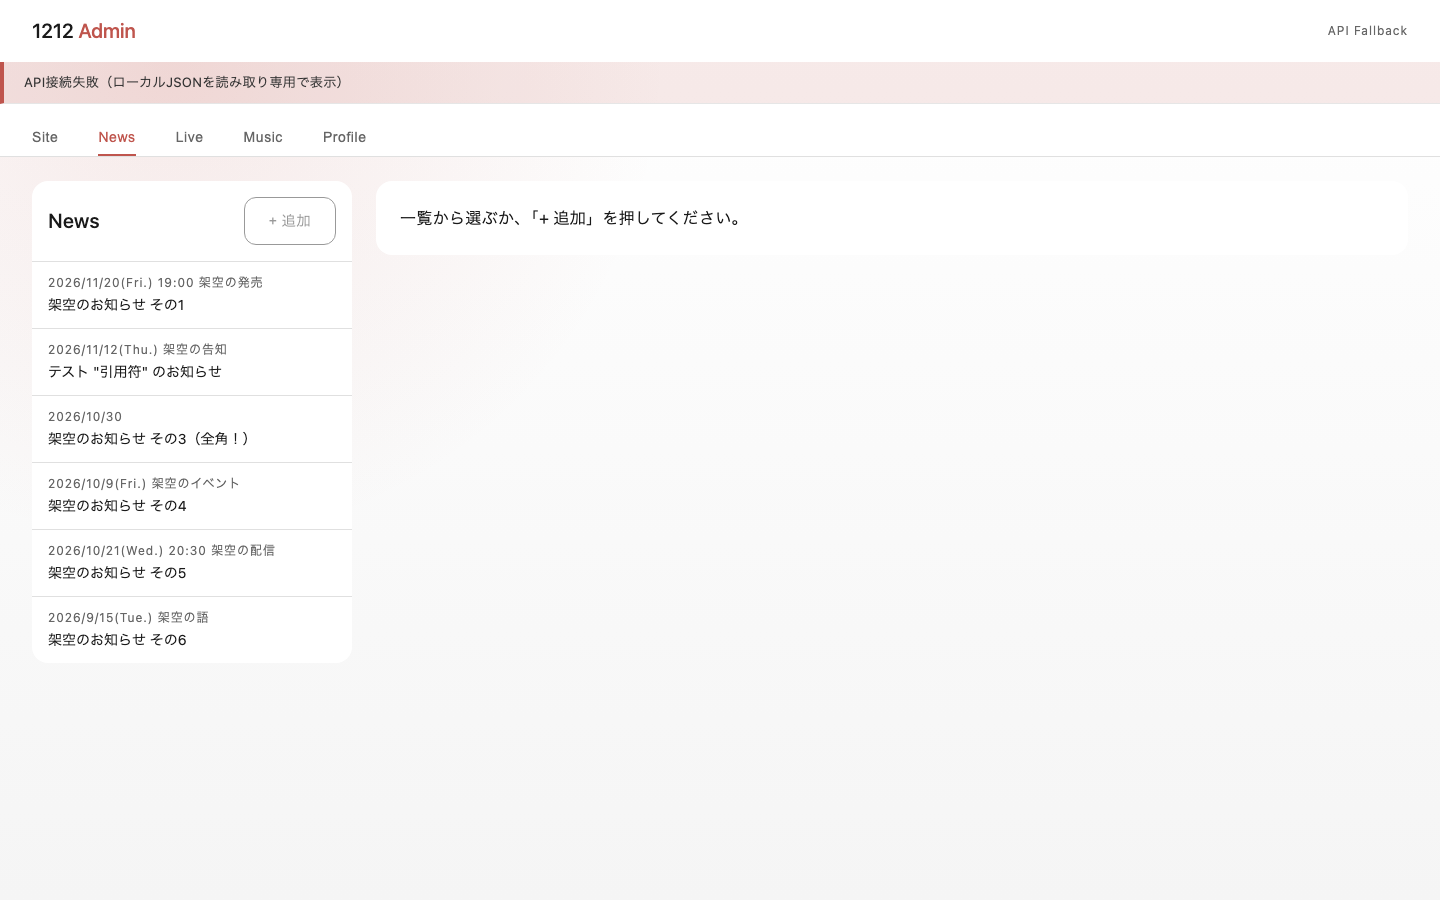 1212 Admin
API Fallback
API接続失敗（ローカルJSONを読み取り専用で表示）
Site
News
Live
Music
Profile
News
+ 追加
2026/11/20(Fri.) 19:00 架空の発売
架空のお知らせ その1
2026/11/12(Thu.) 架空の告知
テスト "引用符" のお知らせ
2026/10/30
架空のお知らせ その3（全角！）
2026/10/9(Fri.) 架空のイベント
架空のお知らせ その4
2026/10/21(Wed.) 20:30 架空の配信
架空のお知らせ その5
2026/9/15(Tue.) 架空の語
架空のお知らせ その6
一覧から選ぶか、「+ 追加」を押してください。